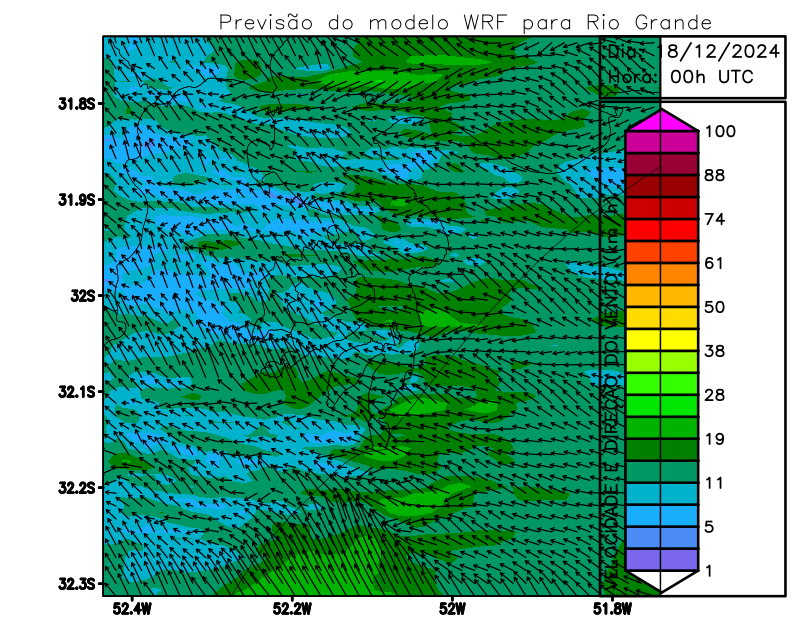 Previsão do modelo WRF para Rio Grande
Dia: 18/12/2024
Hora: 00h UTC
31.8S
31.9S
32S
32.1S
32.2S
32.3S
52.4W
52.2W
52W
51.8W
100
88
74
61
50
38
28
19
11
5
1
VELOCIDADE E DIREÇÃO DO VENTO (km/h)